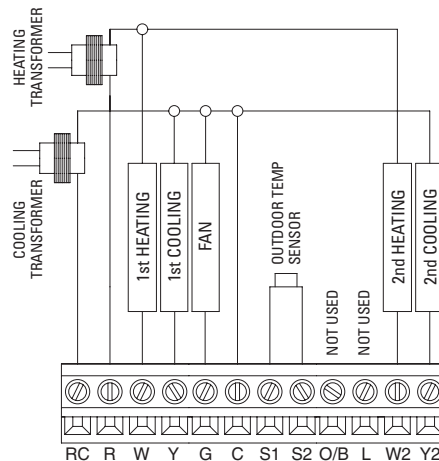 HEATING
TRANSFORMER
COOLING
TRANSFORMER
1st HEATING
1st COOLING
FAN
OUTDOOR TEMP
SENSOR
NOT USED
NOT USED
2nd HEATING
2nd COOLING
RC R W Y G C S1 S2 O/B L W2 Y2